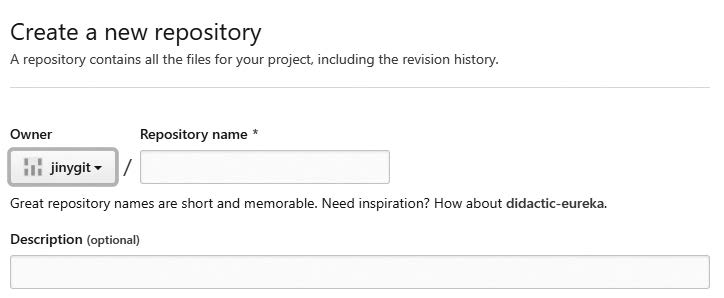 Create a new repository
A repository contains all the files for your project, including the revision history.
Owner
Repository name *
jinygit
/
Great repository names are short and memorable. Need inspiration? How about didactic-eureka.
Description (optional)